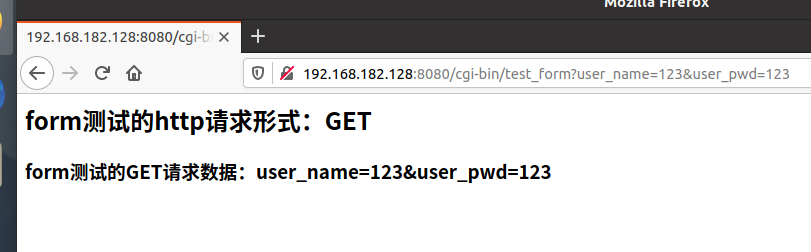 Mozilla Firefox
192.168.182.128:8080/cgi-bi
192.168.182.128:8080/cgi-bin/test_form?user_name=123&user_pwd=123
form测试的http请求形式：GET
form测试的GET请求数据：user_name=123&user_pwd=123